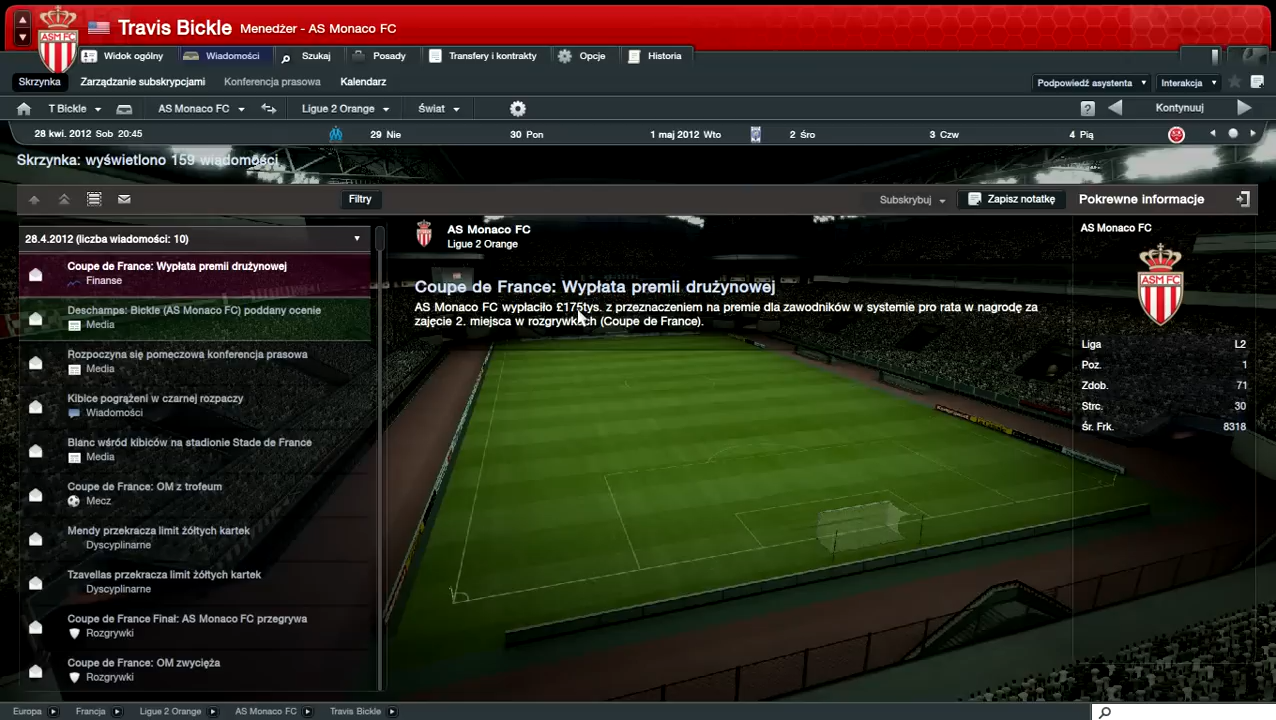 Travis Bickle Menedżer - AS Monaco FC
Widok ogólny Wiadomości Szukaj Posady Transfery i kontrakty Opcje Historia
Skrzynka Zarządzanie subskrypcjami Konferencja prasowa Kalendarz Podpowiedź asystenta Interakcja
T Bickle AS Monaco FC Ligue 2 Orange Świat ? Kontynuuj
28 kwi. 2012 Sob 20:45 29 Nie 30 Pon 1 maj 2012 Wto 2 Śro 3 Czw 4 Pią
Skrzynka: wyświetlono 159 wiadomości
Filtry Subskrybuj Zapisz notatkę Pokrewne informacje
28.4.2012 (liczba wiadomości: 10)
Coupe de France: Wypłata premii drużynowej
Finanse
Deschamps: Bickle (AS Monaco FC) poddany ocenie
Media
Rozpoczyna się pomeczowa konferencja prasowa
Media
Kibice pogrążeni w czarnej rozpaczy
Wiadomości
Blanc wśród kibiców na stadionie Stade de France
Media
Coupe de France: OM z trofeum
Mecz
Mendy przekracza limit żółtych kartek
Dyscyplinarne
Tzavellas przekracza limit żółtych kartek
Dyscyplinarne
Coupe de France Finał: AS Monaco FC przegrywa
Rozgrywki
Coupe de France: OM zwycięża
Rozgrywki
AS Monaco FC
Ligue 2 Orange
Coupe de France: Wypłata premii drużynowej
AS Monaco FC wypłaciło £175tys. z przeznaczeniem na premie dla zawodników w systemie pro rata w nagrodę za
zajęcie 2. miejsca w rozgrywkach (Coupe de France).
AS Monaco FC
ASM FC
Liga L2
Poz. 1
Zdob. 71
Strc. 30
Śr. Frk. 8318
Europa Francja Ligue 2 Orange AS Monaco FC Travis Bickle